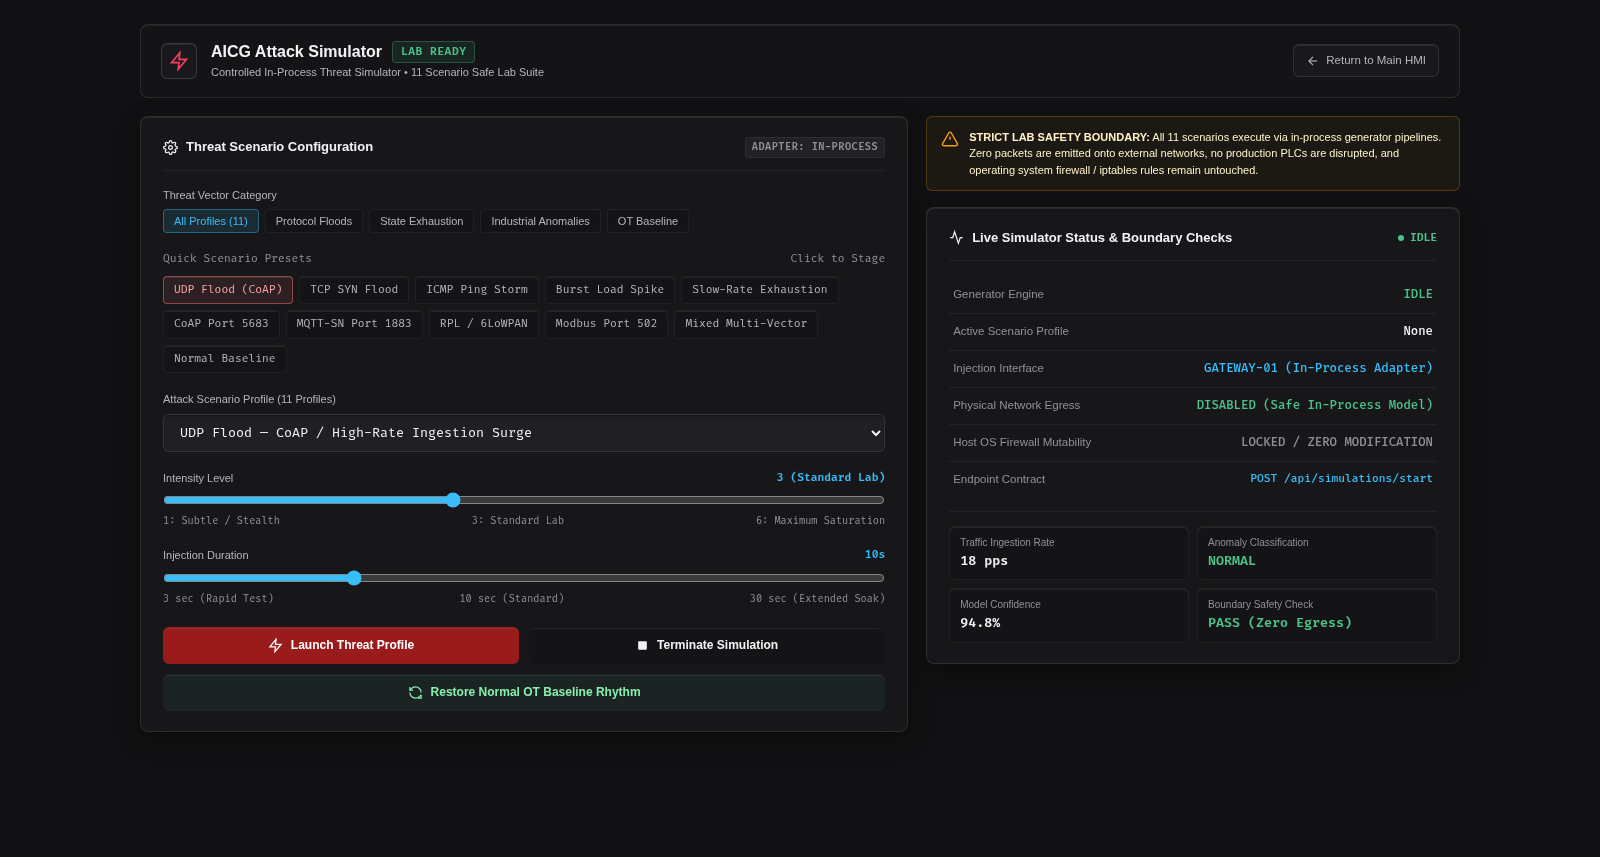 AICG Attack Simulator LAB READY
Controlled In-Process Threat Simulator • 11 Scenario Safe Lab Suite
Return to Main HMI
Threat Scenario Configuration
ADAPTER: IN-PROCESS
Threat Vector Category
All Profiles (11) Protocol Floods State Exhaustion Industrial Anomalies OT Baseline
Quick Scenario Presets Click to Stage
UDP Flood (CoAP) TCP SYN Flood ICMP Ping Storm Burst Load Spike Slow-Rate Exhaustion
CoAP Port 5683 MQTT-SN Port 1883 RPL / 6LoWPAN Modbus Port 502 Mixed Multi-Vector
Normal Baseline
Attack Scenario Profile (11 Profiles)
UDP Flood — CoAP / High-Rate Ingestion Surge
Intensity Level 3 (Standard Lab)
1: Subtle / Stealth 3: Standard Lab 6: Maximum Saturation
Injection Duration 10s
3 sec (Rapid Test) 10 sec (Standard) 30 sec (Extended Soak)
Launch Threat Profile Terminate Simulation
Restore Normal OT Baseline Rhythm
STRICT LAB SAFETY BOUNDARY: All 11 scenarios execute via in-process generator pipelines.
Zero packets are emitted onto external networks, no production PLCs are disrupted, and
operating system firewall / iptables rules remain untouched.
Live Simulator Status & Boundary Checks IDLE
Generator Engine IDLE
Active Scenario Profile None
Injection Interface GATEWAY-01 (In-Process Adapter)
Physical Network Egress DISABLED (Safe In-Process Model)
Host OS Firewall Mutability LOCKED / ZERO MODIFICATION
Endpoint Contract POST /api/simulations/start
Traffic Ingestion Rate
18 pps
Anomaly Classification
NORMAL
Model Confidence
94.8%
Boundary Safety Check
PASS (Zero Egress)